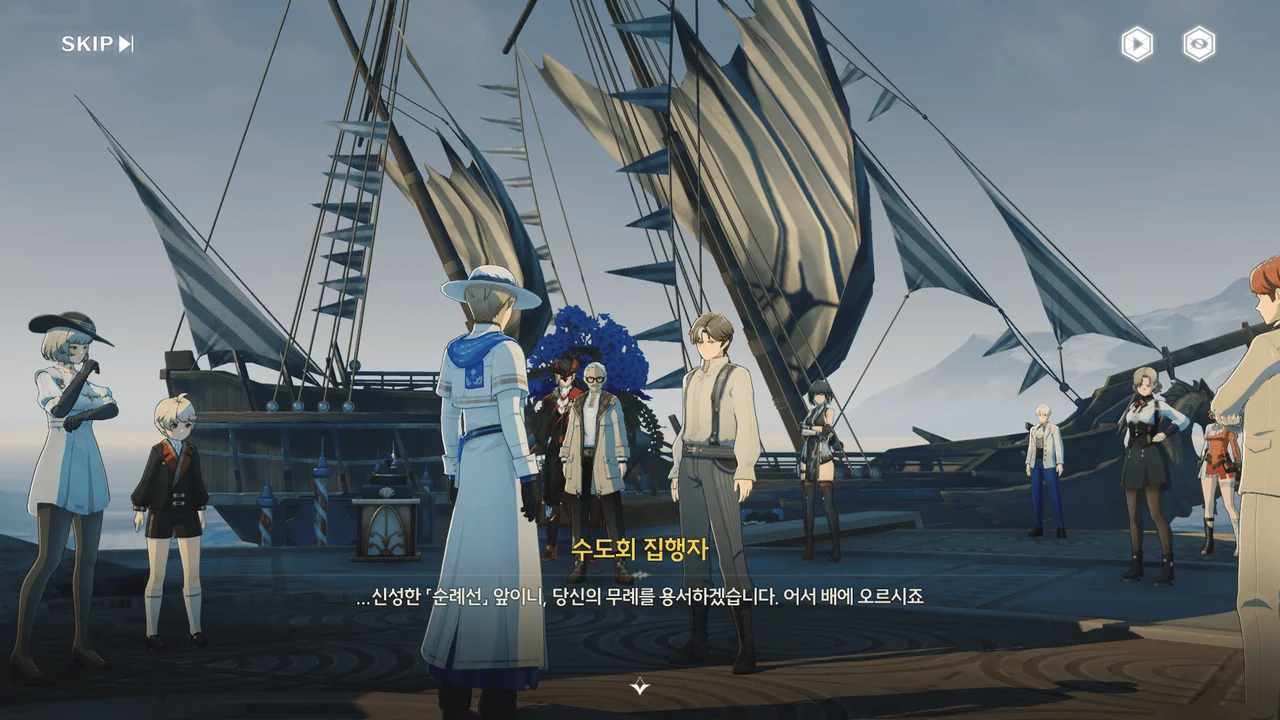 SKIP
수도회 집행자
...신성한 「순례선」 앞이니, 당신의 무례를 용서하겠습니다. 어서 배에 오르시죠